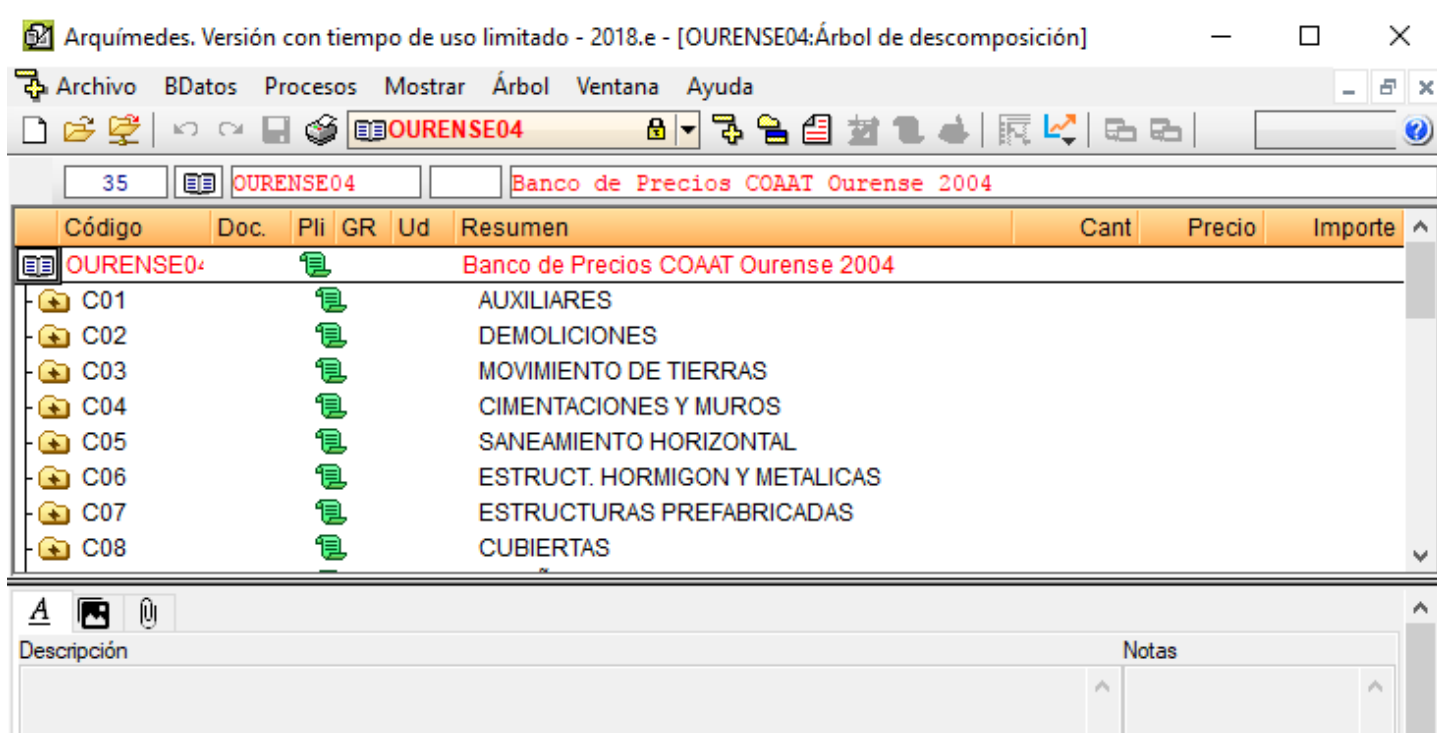 Arquímedes. Versión con tiempo de uso limitado - 2018.e - [OURENSE04:Árbol de descomposición]
Archivo BDatos Procesos Mostrar Árbol Ventana Ayuda
OURENSE04
35 OURENSE04 Banco de Precios COAAT Ourense 2004
Código Doc. Pli GR Ud Resumen Cant Precio Importe
OURENSE04 Banco de Precios COAAT Ourense 2004
C01 AUXILIARES
C02 DEMOLICIONES
C03 MOVIMIENTO DE TIERRAS
C04 CIMENTACIONES Y MUROS
C05 SANEAMIENTO HORIZONTAL
C06 ESTRUCT. HORMIGON Y METALICAS
C07 ESTRUCTURAS PREFABRICADAS
C08 CUBIERTAS
A
Descripción Notas